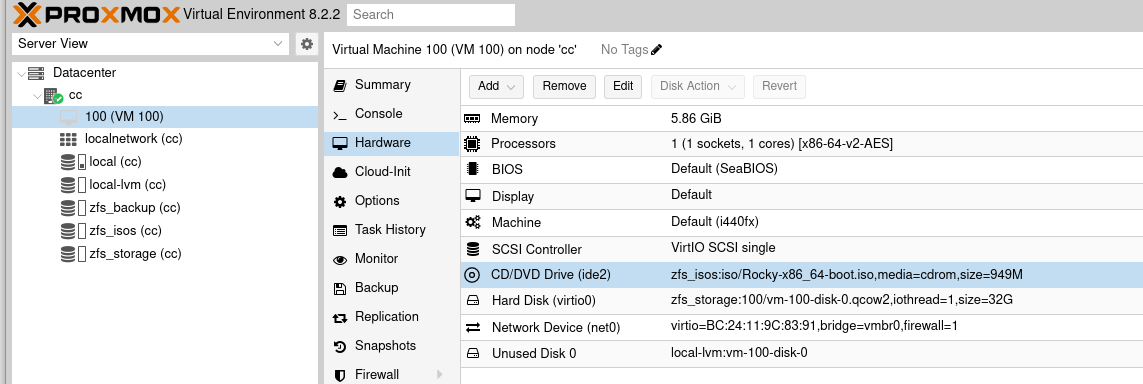 PROXMOX Virtual Environment 8.2.2 Search
Server View
Datacenter
cc
100 (VM 100)
localnetwork (cc)
local (cc)
local-lvm (cc)
zfs_backup (cc)
zfs_isos (cc)
zfs_storage (cc)
Virtual Machine 100 (VM 100) on node 'cc' No Tags
Summary
Console
Hardware
Cloud-Init
Options
Task History
Monitor
Backup
Replication
Snapshots
Firewall
Add Remove Edit Disk Action Revert
Memory 5.86 GiB
Processors 1 (1 sockets, 1 cores) [x86-64-v2-AES]
BIOS Default (SeaBIOS)
Display Default
Machine Default (i440fx)
SCSI Controller VirtIO SCSI single
CD/DVD Drive (ide2) zfs_isos:iso/Rocky-x86_64-boot.iso,media=cdrom,size=949M
Hard Disk (virtio0) zfs_storage:100/vm-100-disk-0.qcow2,iothread=1,size=32G
Network Device (net0) virtio=BC:24:11:9C:83:91,bridge=vmbr0,firewall=1
Unused Disk 0 local-lvm:vm-100-disk-0